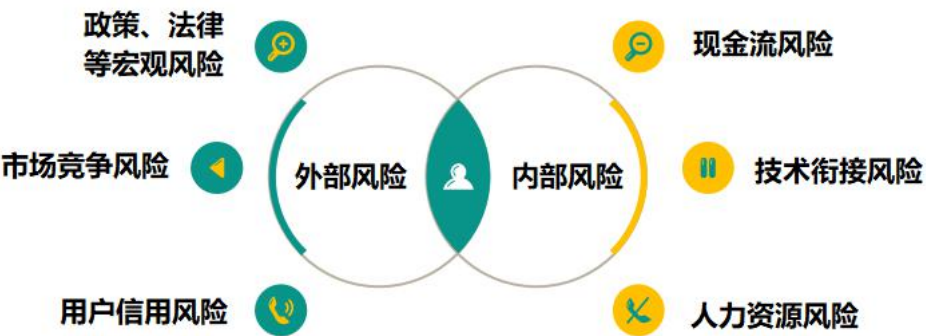 政策、法律
等宏观风险
现金流风险
市场竞争风险
外部风险
内部风险
技术衔接风险
用户信用风险
人力资源风险